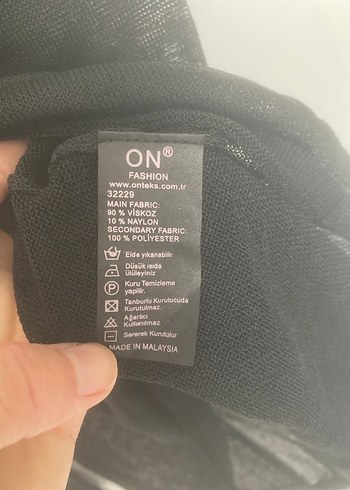 ON®
FASHION
www.onteks.com.tr
32229
MAIN FABRIC:
90 % VİSKOZ
10 % NAYLON
SECONDARY FABRIC:
100 % POLİYESTER
Elde yıkanabilir
Düşük ısıda
ütüleyiniz
P
Kuru Temizleme
yapılır.
Tamburlu Kurutucuda
Kurutulmaz.
Ağartıcı
Kullanılmaz
Sererek Kurutulur
MADE IN MALAYSIA